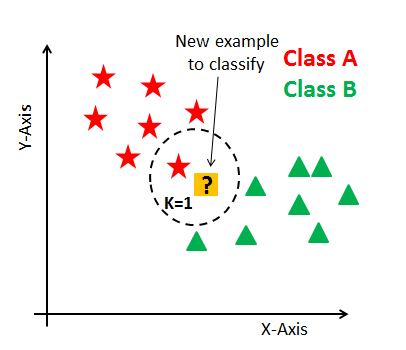 New example
to classify
Class A
Class B
Y-Axis
?
K=1
X-Axis